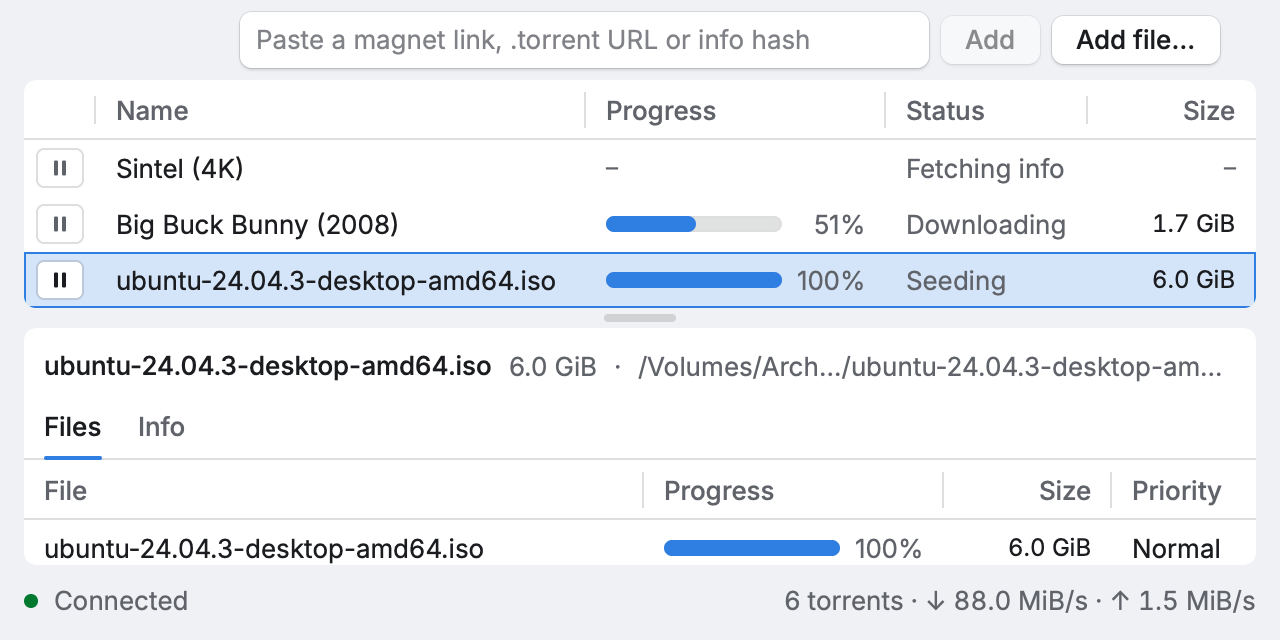 Paste a magnet link, .torrent URL or info hash Add Add file...
Name Progress Status Size
Sintel (4K) – Fetching info –
Big Buck Bunny (2008) 51% Downloading 1.7 GiB
ubuntu-24.04.3-desktop-amd64.iso 100% Seeding 6.0 GiB
ubuntu-24.04.3-desktop-amd64.iso 6.0 GiB · /Volumes/Arch.../ubuntu-24.04.3-desktop-am...
Files Info
File Progress Size Priority
ubuntu-24.04.3-desktop-amd64.iso 100% 6.0 GiB Normal
Connected 6 torrents · ↓ 88.0 MiB/s · ↑ 1.5 MiB/s